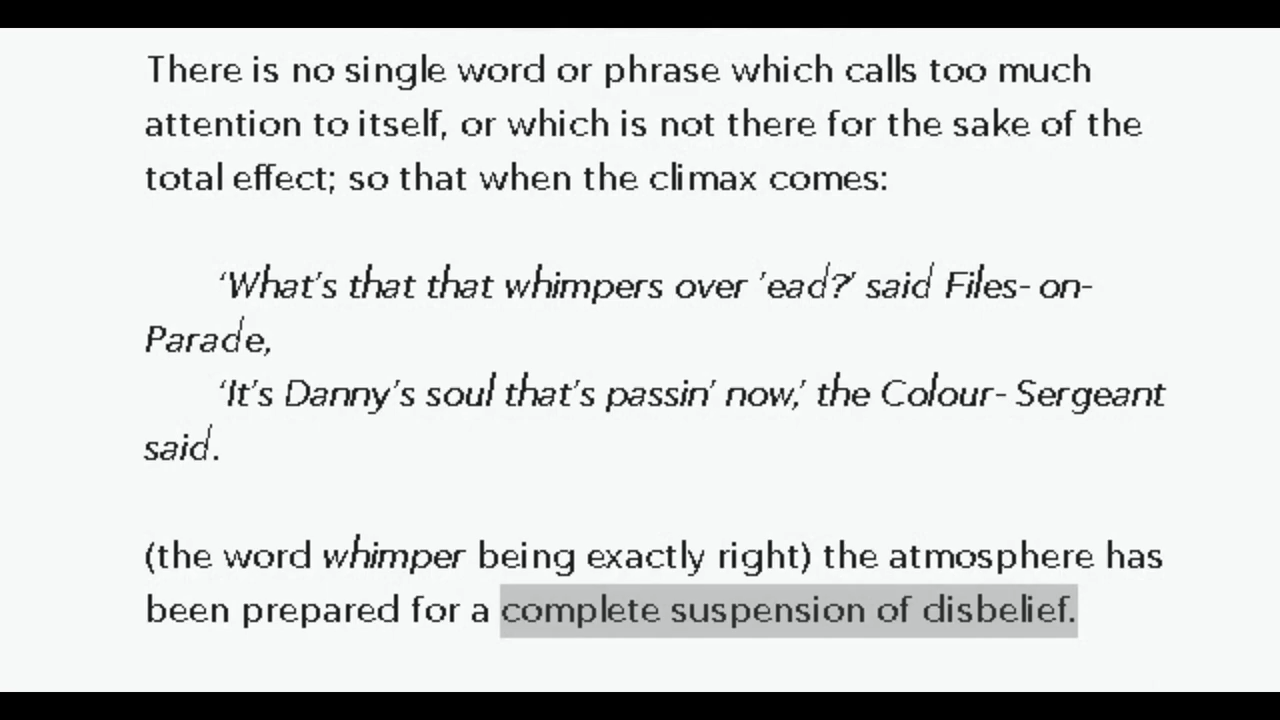 There is no single word or phrase which calls too much
attention to itself, or which is not there for the sake of the
total effect; so that when the climax comes:
‘What’s that that whimpers over ’ead?’ said Files- on-
Parade,
‘It’s Danny’s soul that’s passin’ now,’ the Colour- Sergeant
said.
(the word whimper being exactly right) the atmosphere has
been prepared for a complete suspension of disbelief.